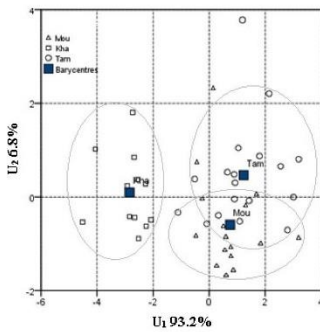 4
Mou
Kha
Tam
Barycentres
2
Tam
Kha
0
Mou
-2
-6 -4 -2 0 2 4
U2 6.8%
U1 93.2%